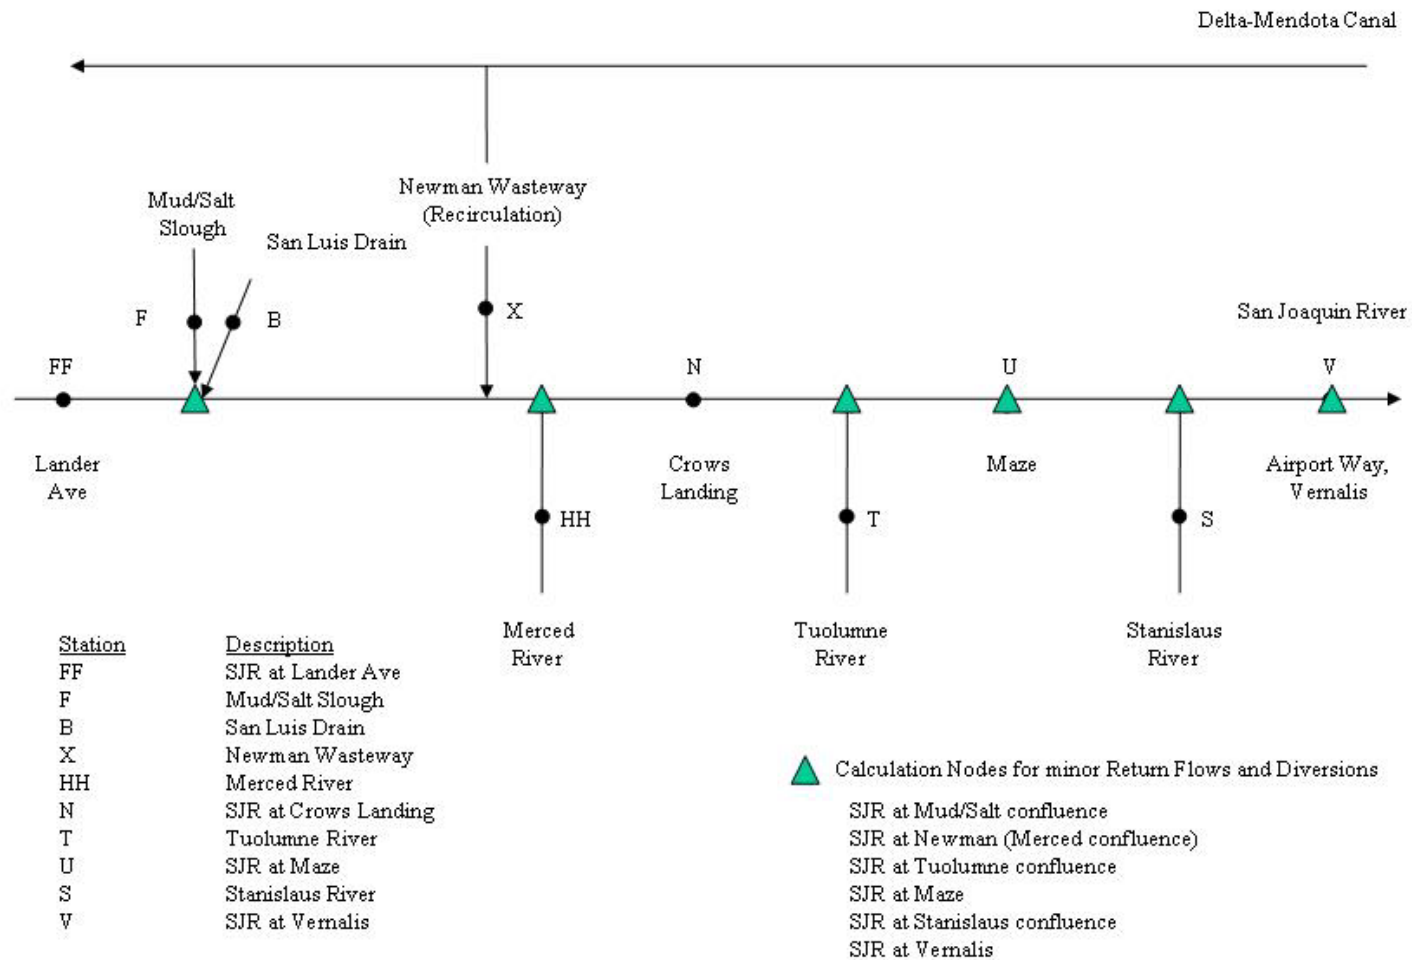 Delta-Mendota Canal
Mud/Salt
Slough
San Luis Drain
Newman Wasteway
(Recirculation)
F
B
X
San Joaquin River
FF
N
U
V
Lander
Ave
Crows
Landing
Maze
Airport Way,
Vernalis
HH
T
S
Merced
River
Tuolumne
River
Stanislaus
River
Station Description
FF SJR at Lander Ave
F Mud/Salt Slough
B San Luis Drain
X Newman Wasteway
HH Merced River
N SJR at Crows Landing
T Tuolumne River
U SJR at Maze
S Stanislaus River
V SJR at Vernalis
Calculation Nodes for minor Return Flows and Diversions
SJR at Mud/Salt confluence
SJR at Newman (Merced confluence)
SJR at Tuolumne confluence
SJR at Maze
SJR at Stanislaus confluence
SJR at Vernalis